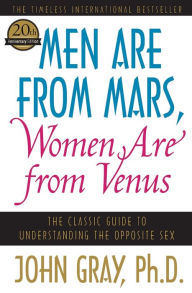 THE TIMELESS INTERNATIONAL BESTSELLER
20th
Anniversary Edition
MEN ARE
FROM MARS,
Women Are
from Venus
THE CLASSIC GUIDE TO
UNDERSTANDING THE OPPOSITE SEX
JOHN GRAY, Ph.D.